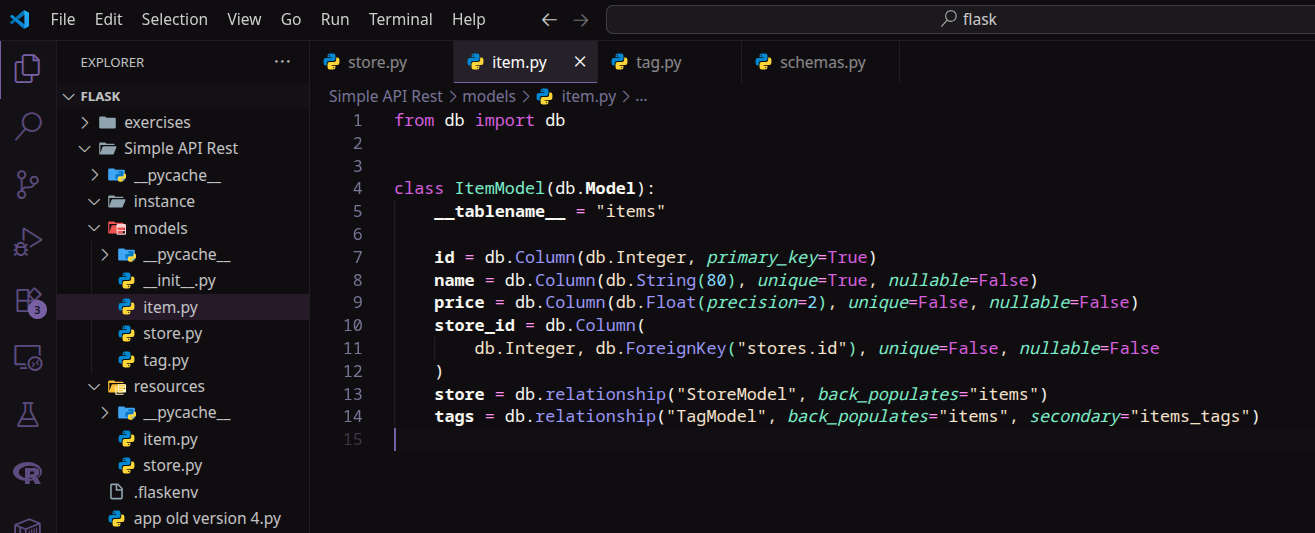 File Edit Selection View Go Run Terminal Help flask
EXPLORER ...
store.py item.py tag.py schemas.py
FLASK
exercises
Simple API Rest
__pycache__
instance
models
__pycache__
__init__.py
item.py
store.py
tag.py
resources
__pycache__
item.py
store.py
.flaskenv
app old version 4.py
3
Simple API Rest > models > item.py > ...
1 from db import db
2
3
4 class ItemModel(db.Model):
5 __tablename__ = "items"
6
7 id = db.Column(db.Integer, primary_key=True)
8 name = db.Column(db.String(80), unique=True, nullable=False)
9 price = db.Column(db.Float(precision=2), unique=False, nullable=False)
10 store_id = db.Column(
11 db.Integer, db.ForeignKey("stores.id"), unique=False, nullable=False
12 )
13 store = db.relationship("StoreModel", back_populates="items")
14 tags = db.relationship("TagModel", back_populates="items", secondary="items_tags")
15